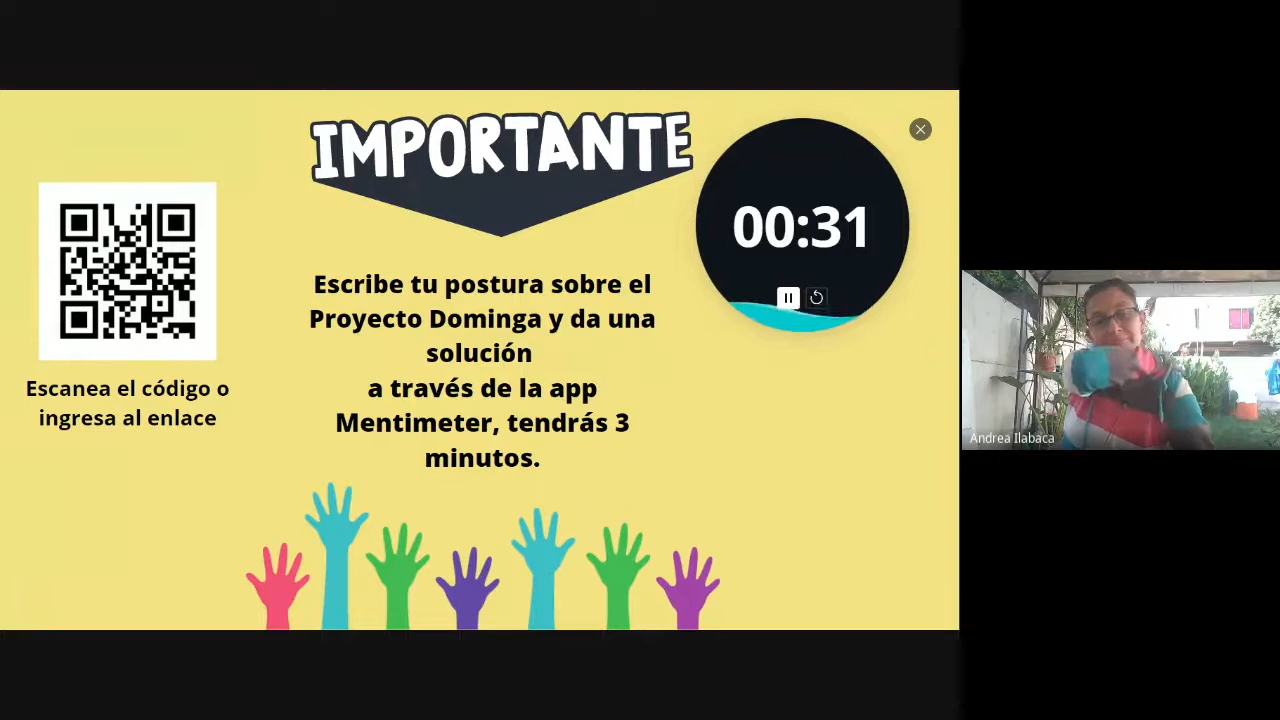 IMPORTANTE
00:31
Escribe tu postura sobre el
Proyecto Dominga y da una
solución
a través de la app
Mentimeter, tendrás 3
minutos.
Escanea el código o
ingresa al enlace
Andrea Ilabaca